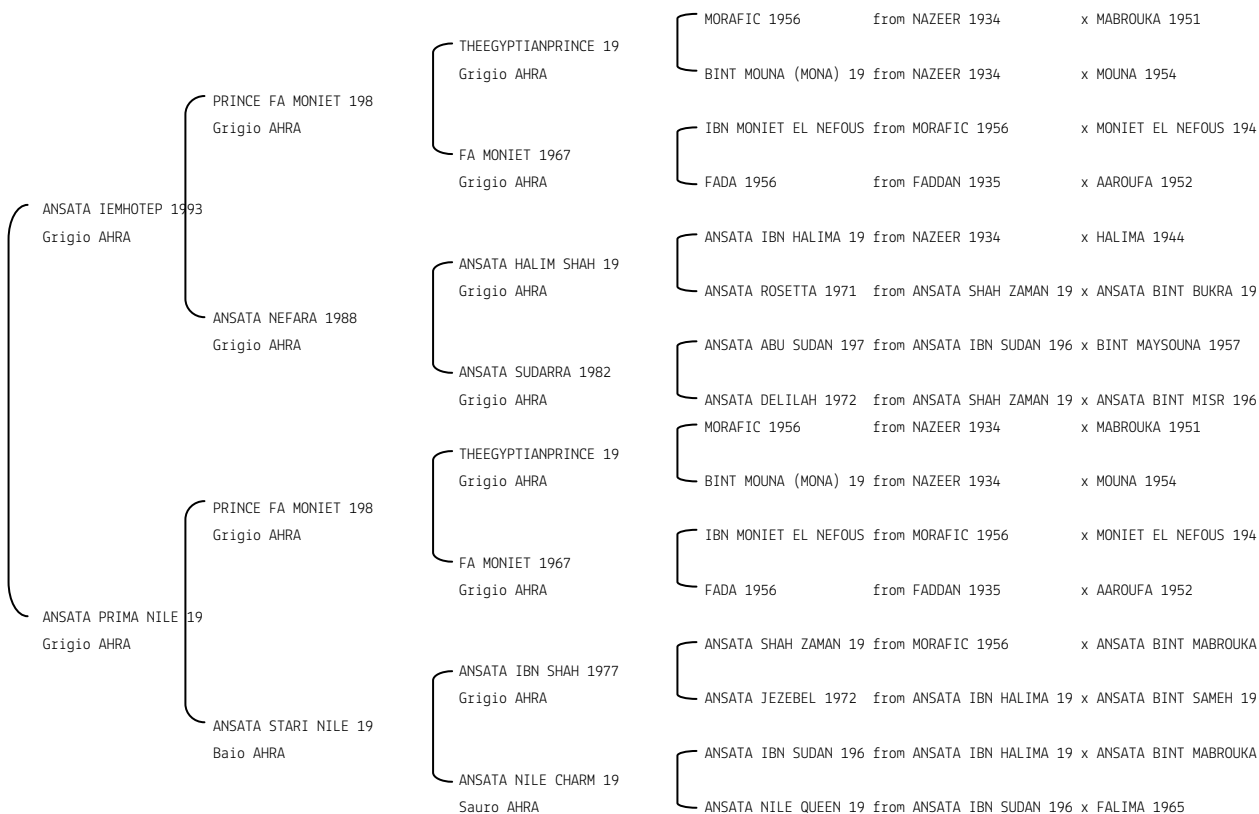 MORAFIC 1956 from NAZEER 1934 x MABROUKA 1951
THEEGYPTIANPRINCE 19
Grigio AHRA
BINT MOUNA (MONA) 19 from NAZEER 1934 x MOUNA 1954
PRINCE FA MONIET 198
Grigio AHRA
IBN MONIET EL NEFOUS from MORAFIC 1956 x MONIET EL NEFOUS 194
FA MONIET 1967
Grigio AHRA
FADA 1956 from FADDAN 1935 x AAROUFA 1952
ANSATA IEMHOTEP 1993
Grigio AHRA
ANSATA IBN HALIMA 19 from NAZEER 1934 x HALIMA 1944
ANSATA HALIM SHAH 19
Grigio AHRA
ANSATA ROSETTA 1971 from ANSATA SHAH ZAMAN 19 x ANSATA BINT BUKRA 19
ANSATA NEFARA 1988
Grigio AHRA
ANSATA ABU SUDAN 197 from ANSATA IBN SUDAN 196 x BINT MAYSOUNA 1957
ANSATA SUDARRA 1982
Grigio AHRA
ANSATA DELILAH 1972 from ANSATA SHAH ZAMAN 19 x ANSATA BINT MISR 196
MORAFIC 1956 from NAZEER 1934 x MABROUKA 1951
THEEGYPTIANPRINCE 19
Grigio AHRA
BINT MOUNA (MONA) 19 from NAZEER 1934 x MOUNA 1954
PRINCE FA MONIET 198
Grigio AHRA
IBN MONIET EL NEFOUS from MORAFIC 1956 x MONIET EL NEFOUS 194
FA MONIET 1967
Grigio AHRA
FADA 1956 from FADDAN 1935 x AAROUFA 1952
ANSATA PRIMA NILE 19
Grigio AHRA
ANSATA SHAH ZAMAN 19 from MORAFIC 1956 x ANSATA BINT MABROUKA
ANSATA IBN SHAH 1977
Grigio AHRA
ANSATA JEZEBEL 1972 from ANSATA IBN HALIMA 19 x ANSATA BINT SAMEH 19
ANSATA STARI NILE 19
Baio AHRA
ANSATA IBN SUDAN 196 from ANSATA IBN HALIMA 19 x ANSATA BINT MABROUKA
ANSATA NILE CHARM 19
Sauro AHRA
ANSATA NILE QUEEN 19 from ANSATA IBN SUDAN 196 x FALIMA 1965